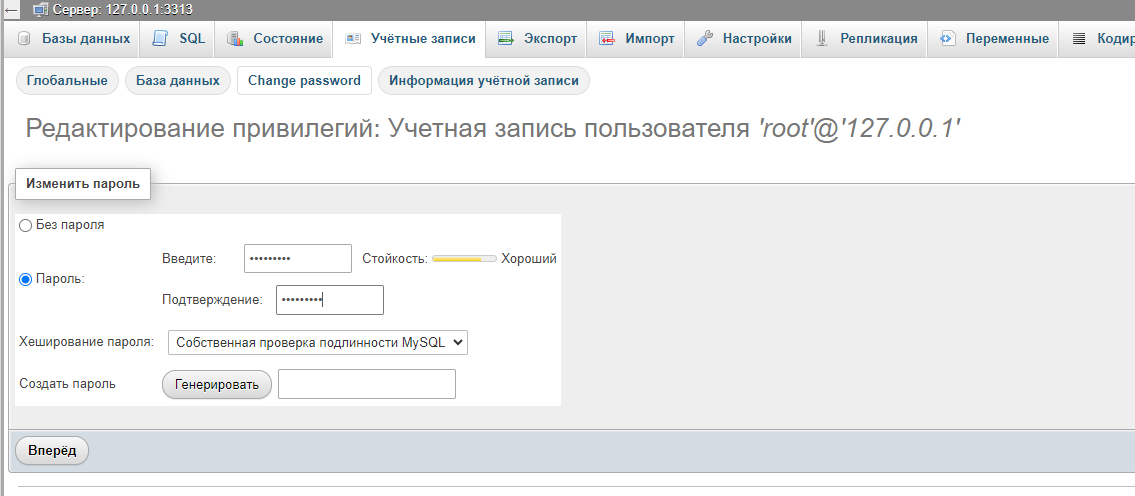 Сервер: 127.0.0.1:3313
Базы данных SQL Состояние Учётные записи Экспорт Импорт Настройки Репликация Переменные Кодир
Глобальные База данных Change password Информация учётной записи
Редактирование привилегий: Учетная запись пользователя 'root'@'127.0.0.1'
Изменить пароль
Без пароля
Введите: ••••••••• Стойкость: Хороший
Пароль:
Подтверждение: •••••••••
Хеширование пароля: Собственная проверка подлинности MySQL
Создать пароль Генерировать
Вперёд